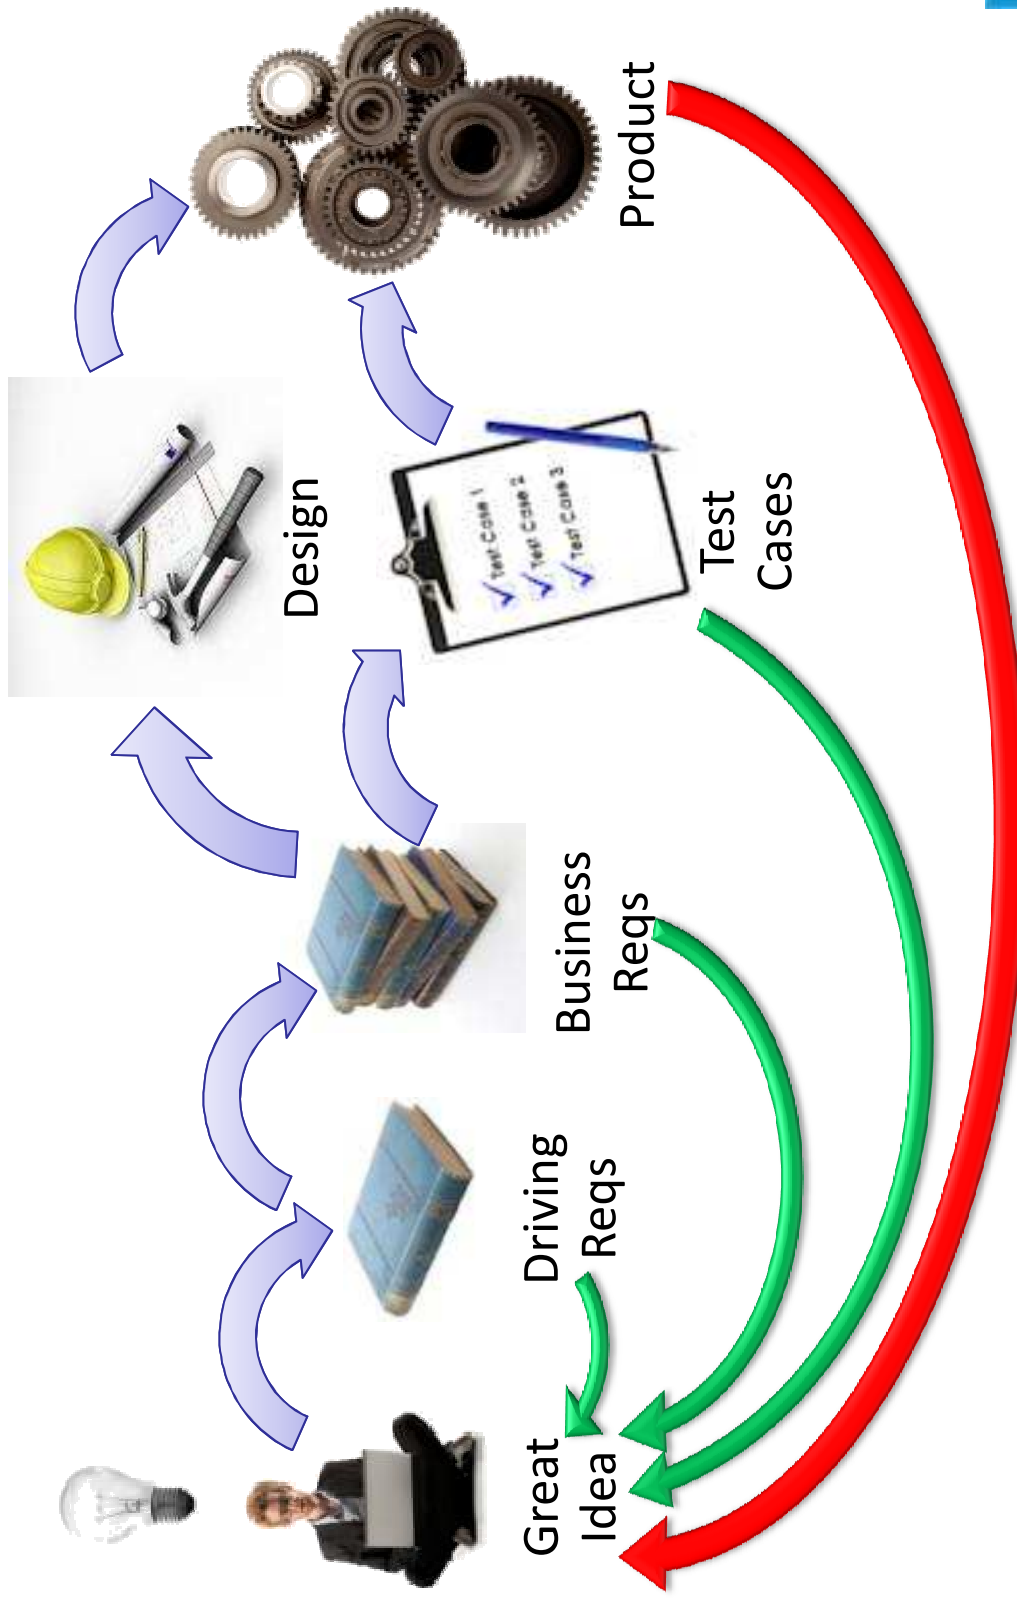 Great
Idea
Driving
Reqs
Business
Reqs
Design
Test Case 1
Test Case 2
Test Case 3
Test
Cases
Product